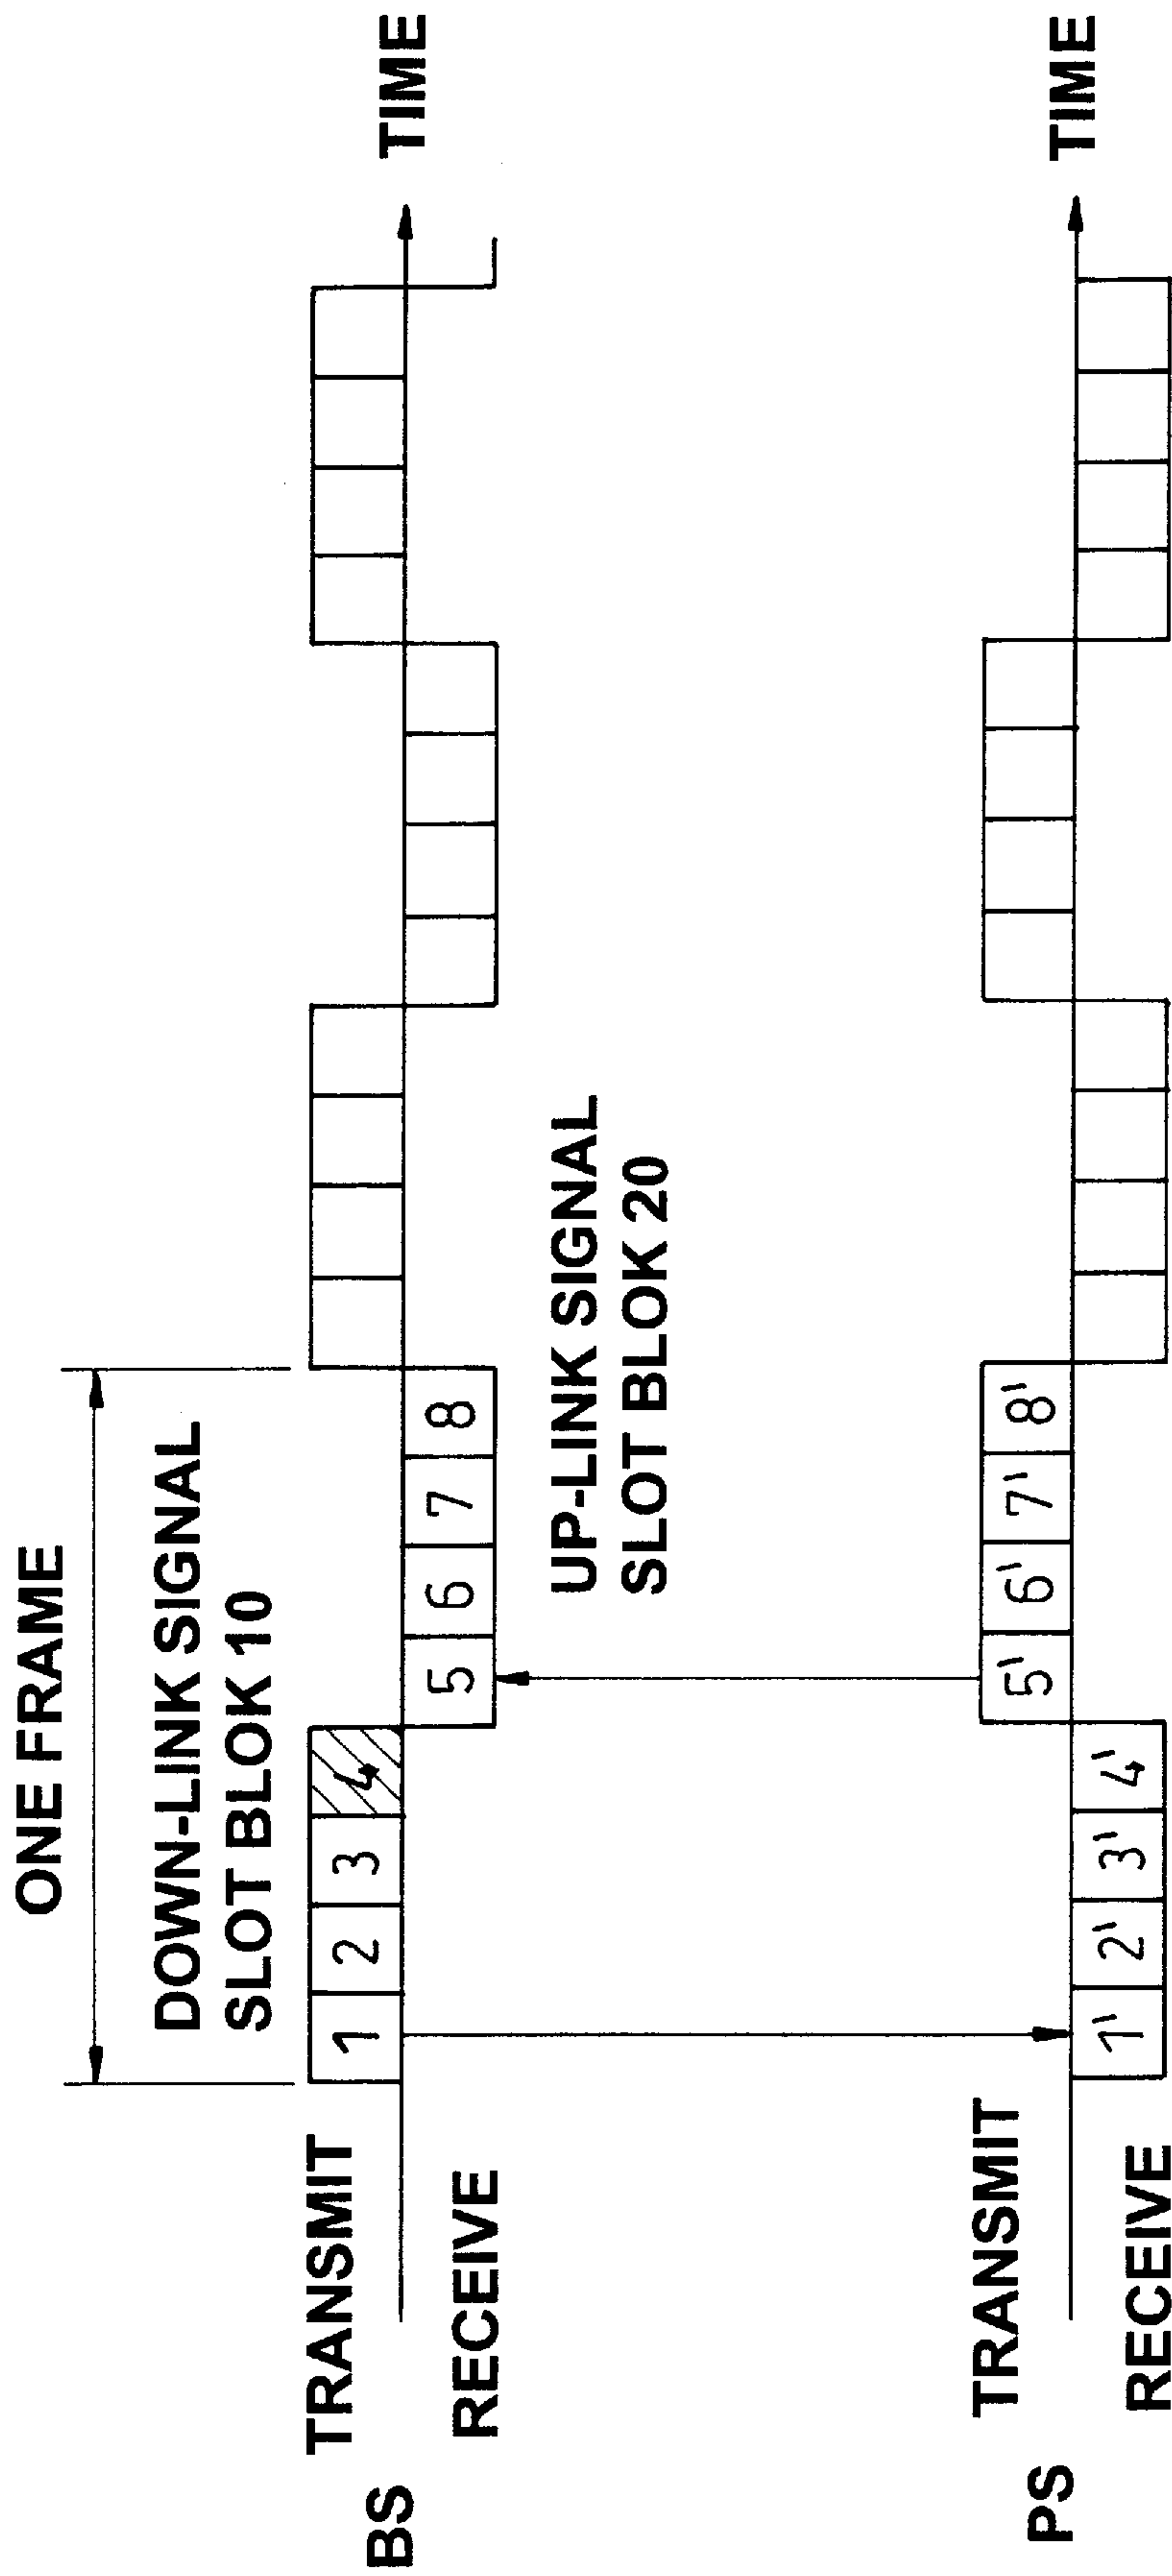 ONE FRAME
DOWN-LINK SIGNAL
SLOT BLOK 10
BS
TRANSMIT
1 2 3 4
TIME
RECEIVE
5 6 7 8
UP-LINK SIGNAL
SLOT BLOK 20
PS
TRANSMIT
5' 6' 7' 8'
TIME
RECEIVE
1' 2' 3' 4'